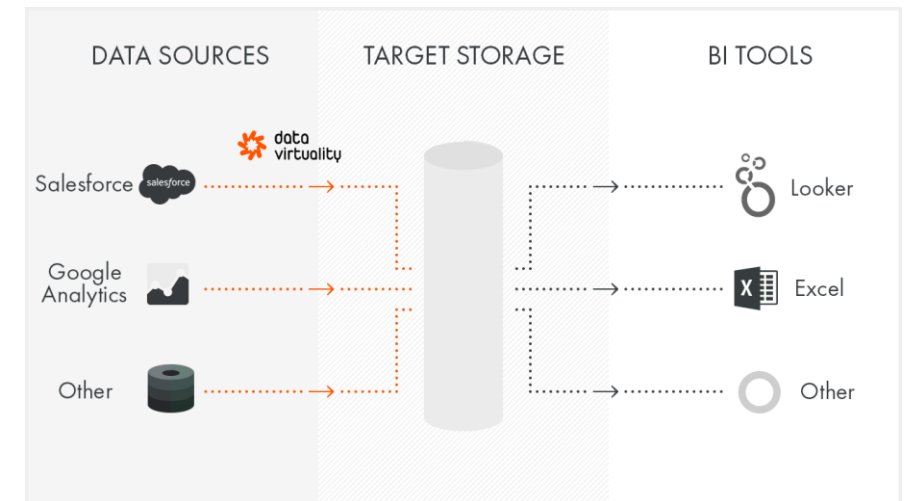 DATA SOURCES
TARGET STORAGE
BI TOOLS
data
virtuality
Salesforce
salesforce
Looker
Google
Analytics
X
Excel
Other
Other